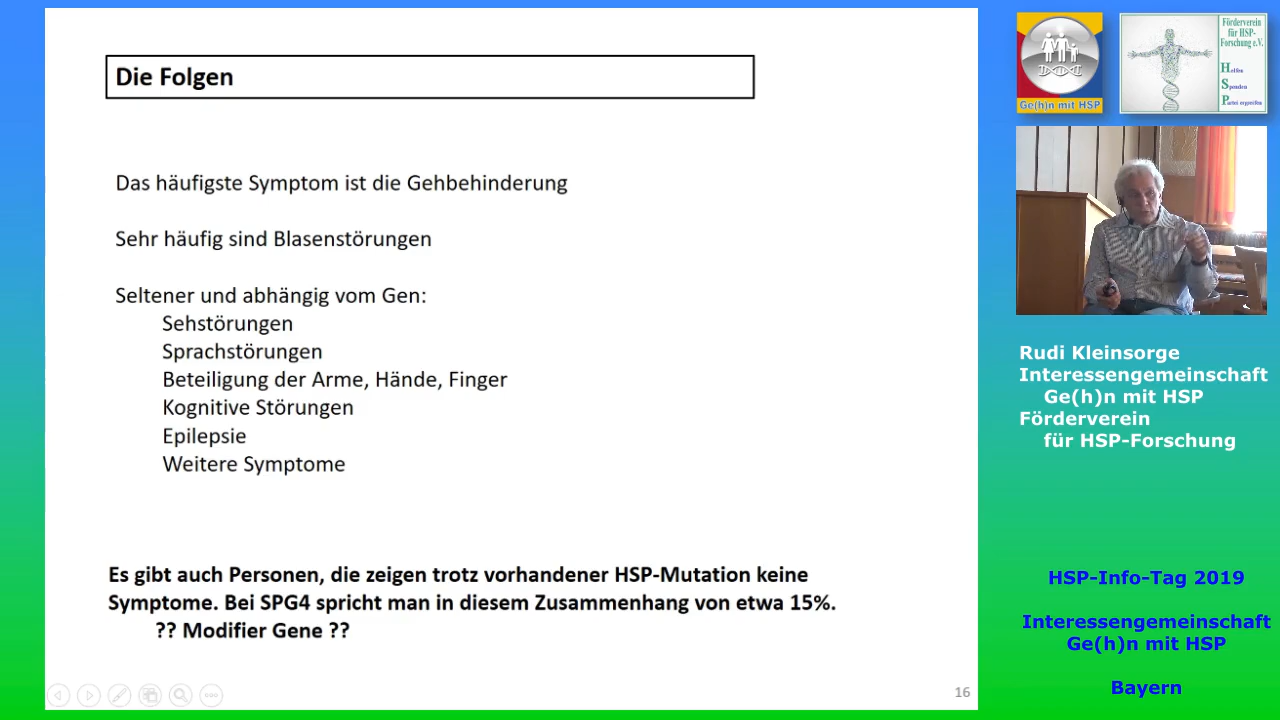 Die Folgen
Das häufigste Symptom ist die Gehbehinderung
Sehr häufig sind Blasenstörungen
Seltener und abhängig vom Gen:
Sehstörungen
Sprachstörungen
Beteiligung der Arme, Hände, Finger
Kognitive Störungen
Epilepsie
Weitere Symptome
Es gibt auch Personen, die zeigen trotz vorhandener HSP-Mutation keine
Symptome. Bei SPG4 spricht man in diesem Zusammenhang von etwa 15%.
?? Modifier Gene ??
16
Ge(h)n mit HSP
Förderverein
für HSP-
Forschung e.V.
Helfen
Spenden
Partei ergreifen
Rudi Kleinsorge
Interessengemeinschaft
Ge(h)n mit HSP
Förderverein
für HSP-Forschung
HSP-Info-Tag 2019
Interessengemeinschaft
Ge(h)n mit HSP
Bayern